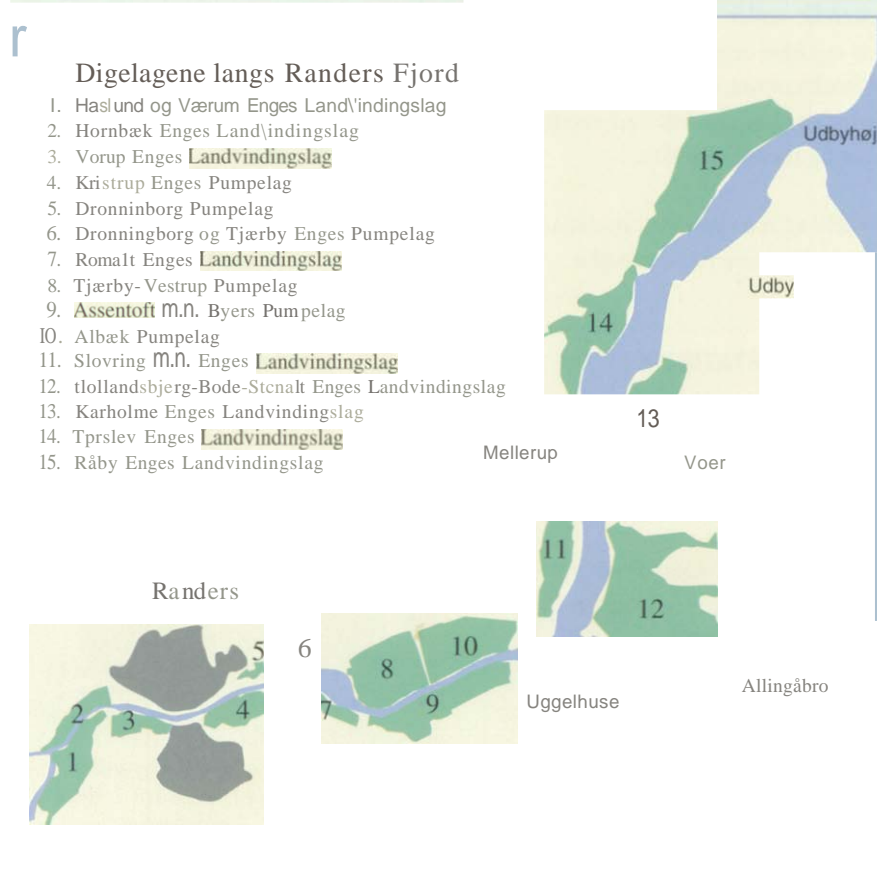 r
Digelagene langs Randers Fjord
1. Haslund og Værum Enges Land\'indingslag
2. Hornbæk Enges Land\indingslag
3. Vorup Enges Landvindingslag
4. Kristrup Enges Pumpelag
5. Dronninborg Pumpelag
6. Dronningborg og Tjærby Enges Pumpelag
7. Romalt Enges Landvindingslag
8. Tjærby-Vestrup Pumpelag
9. Assentoft m.n. Byers Pumpelag
IO. Albæk Pumpelag
11. Slovring m.n. Enges Landvindingslag
12. tlollandsbjerg-Bode-Stcnalt Enges Landvindingslag
13. Karholme Enges Landvindingslag
14. Tprslev Enges Landvindingslag
15. Råby Enges Landvindingslag
Udbyhøj
15
Udby
14
13
Mellerup
Voer
11
12
Randers
5
6
10
8
9
7
4
2
3
1
Uggelhuse
Allingåbro